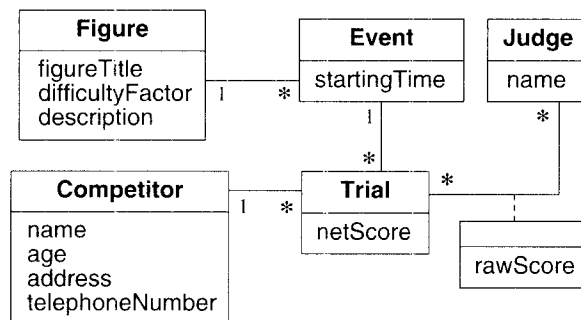 Figure
figureTitle
difficultyFactor
description
1
*
Event
startingTime
1
*
Judge
name
*
Competitor
name
age
address
telephoneNumber
1
*
Trial
netScore
*
rawScore